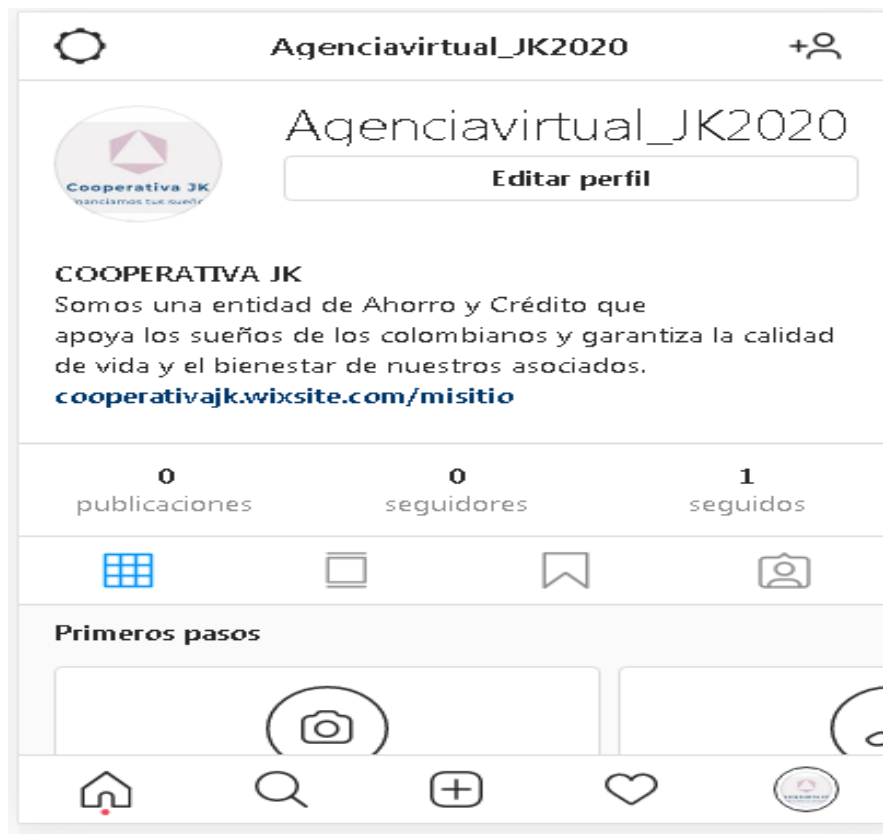 Agenciavirtual_JK2020
Agenciavirtual_JK2020
Editar perfil
Cooperativa JK
COOPERATIVA JK
Somos una entidad de Ahorro y Crédito que
apoya los sueños de los colombianos y garantiza la calidad
de vida y el bienestar de nuestros asociados.
cooperativajk.wixsite.com/misitio
0 0 1
publicaciones seguidores seguidos
Primeros pasos